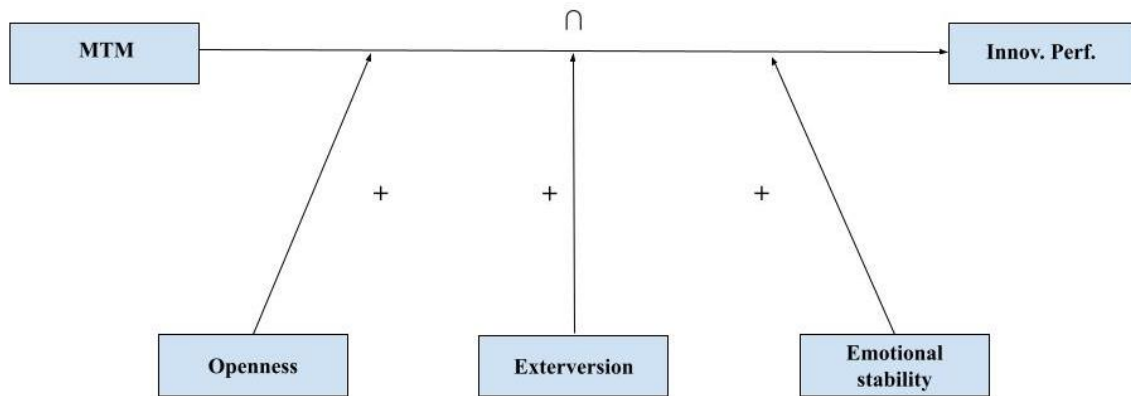 ∩
MTM
Innov. Perf.
+ + +
Openness
Exterversion
Emotional
stability